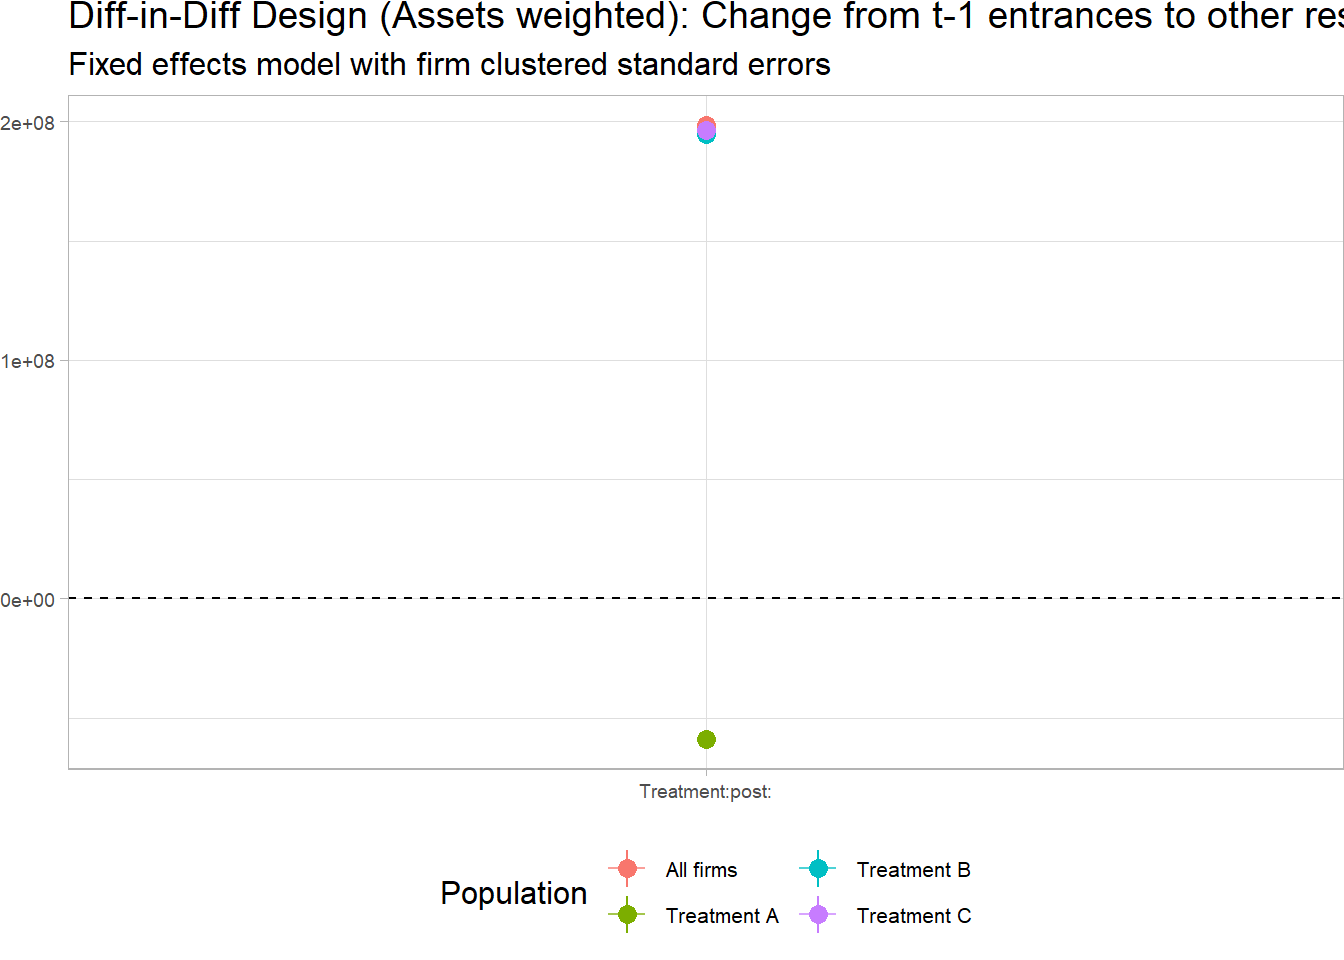 Diff-in-Diff Design (Assets weighted): Change from t-1 entrances to other res
Fixed effects model with firm clustered standard errors
2e+08
1e+08
0e+00
Treatment:post:
Population
All firms
Treatment B
Treatment A
Treatment C